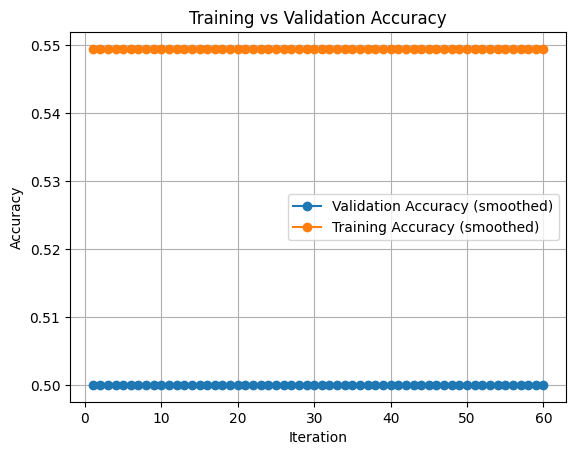 Training vs Validation Accuracy
Accuracy
0.55
0.54
0.53
0.52
0.51
0.50
Validation Accuracy (smoothed)
Training Accuracy (smoothed)
0
10
20
30
40
50
60
Iteration